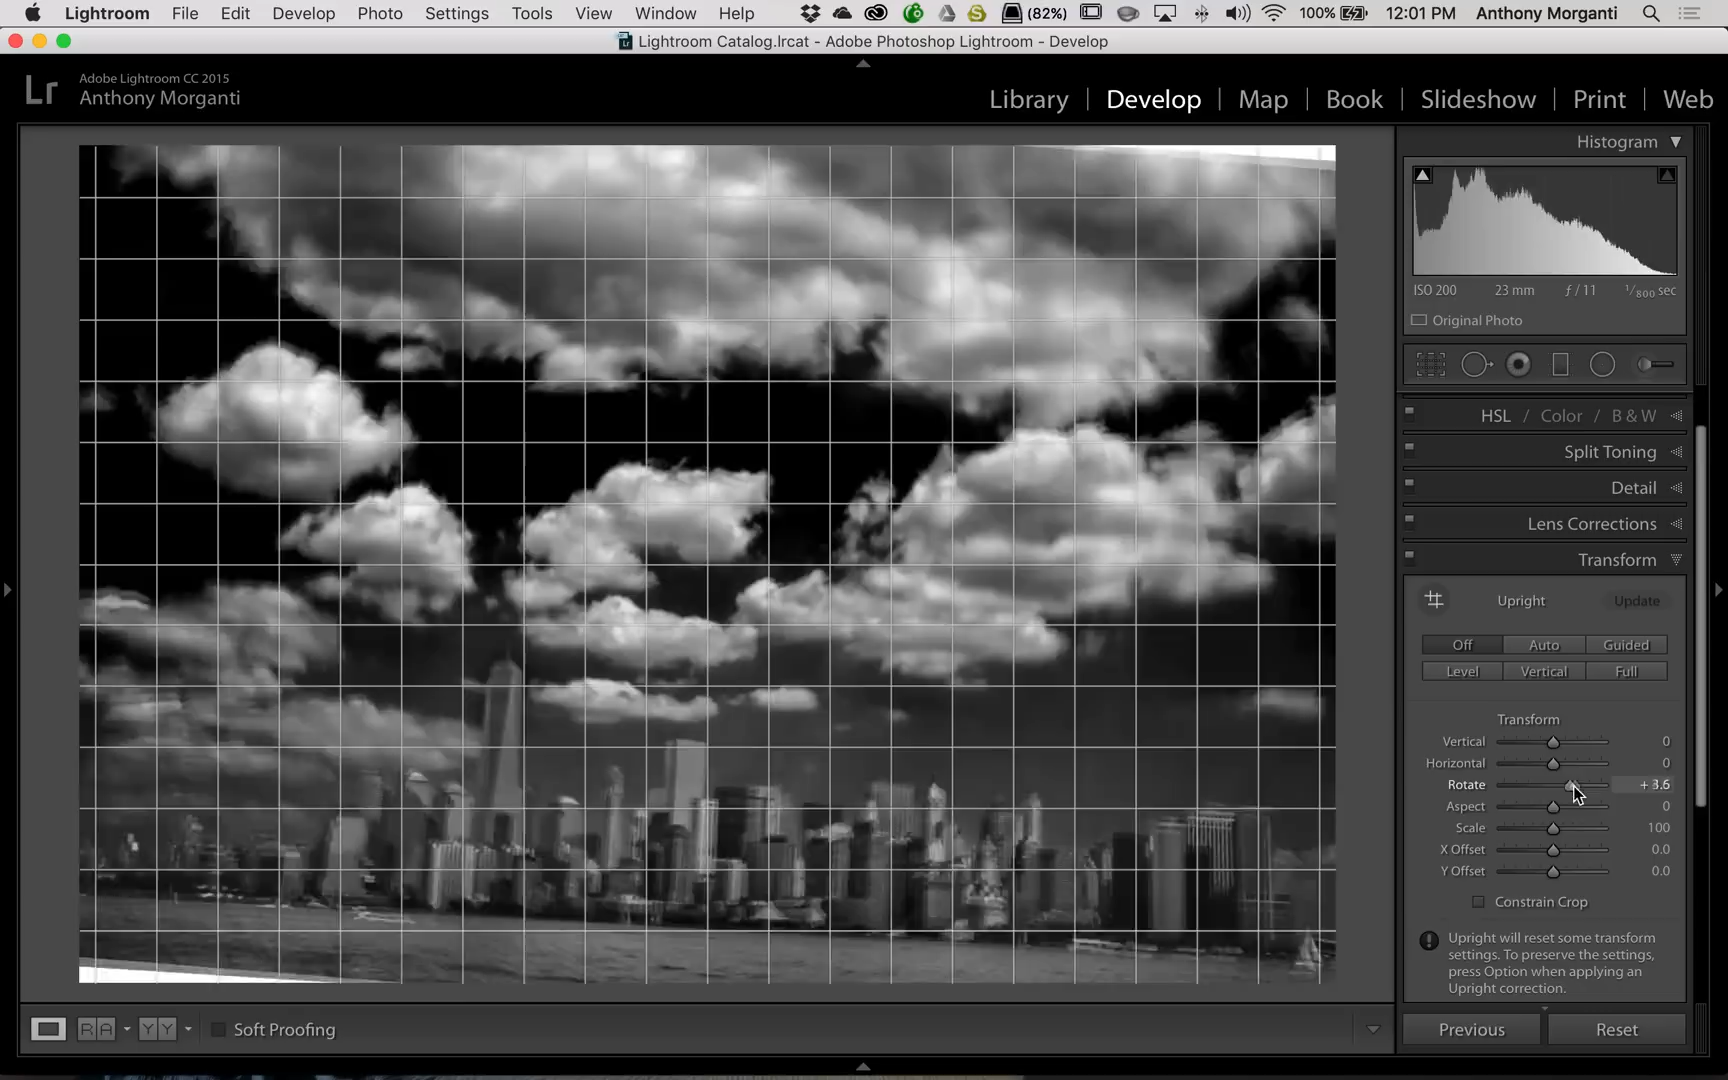 Lightroom File Edit Develop Photo Settings Tools View Window Help (82%) 100% 12:01 PM Anthony Morganti
Lightroom Catalog.lrcat - Adobe Photoshop Lightroom - Develop
Lr
Adobe Lightroom CC 2015
Anthony Morganti
Library | Develop | Map | Book | Slideshow | Print | Web
Histogram
ISO 200 23 mm ƒ / 11 1/800 sec
Original Photo
HSL / Color / B & W
Split Toning
Detail
Lens Corrections
Transform
Upright Update
Off Auto Guided
Level Vertical Full
Transform
Vertical 0
Horizontal 0
Rotate + 3.6
Aspect 0
Scale 100
X Offset 0.0
Y Offset 0.0
Constrain Crop
Upright will reset some transform
settings. To preserve the settings,
press Option when applying an
Upright correction.
R A Y Y Soft Proofing
Previous Reset